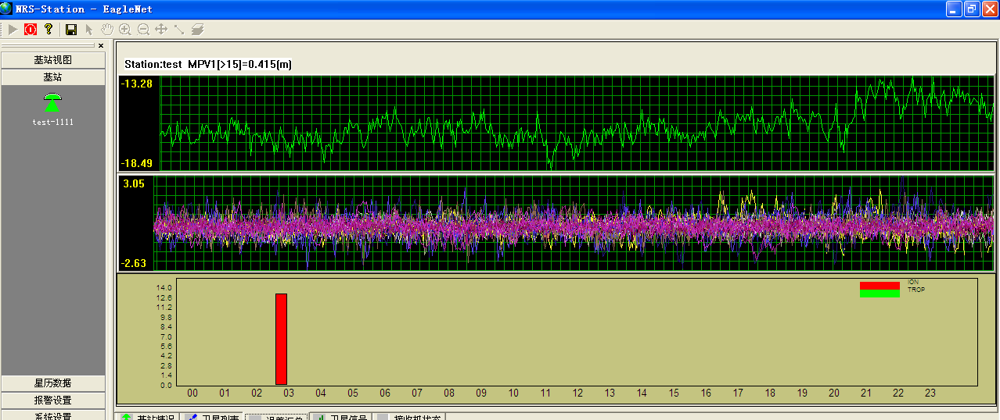 NRS-Station - EagleNet
基站视图
基站
test-1111
星历数据
报警设置
系统设置
Station:test MPV1[>15]=0.415(m)
-13.28
-18.49
3.05
-2.63
ION
TROP
14.0
12.6
11.2
9.8
8.4
7.0
5.6
4.2
2.8
1.4
0.0
00 01 02 03 04 05 06 07 08 09 10 11 12 13 14 15 16 17 18 19 20 21 22 23
基站情况 卫星列表 误差汇总 卫星信号 接收机状态